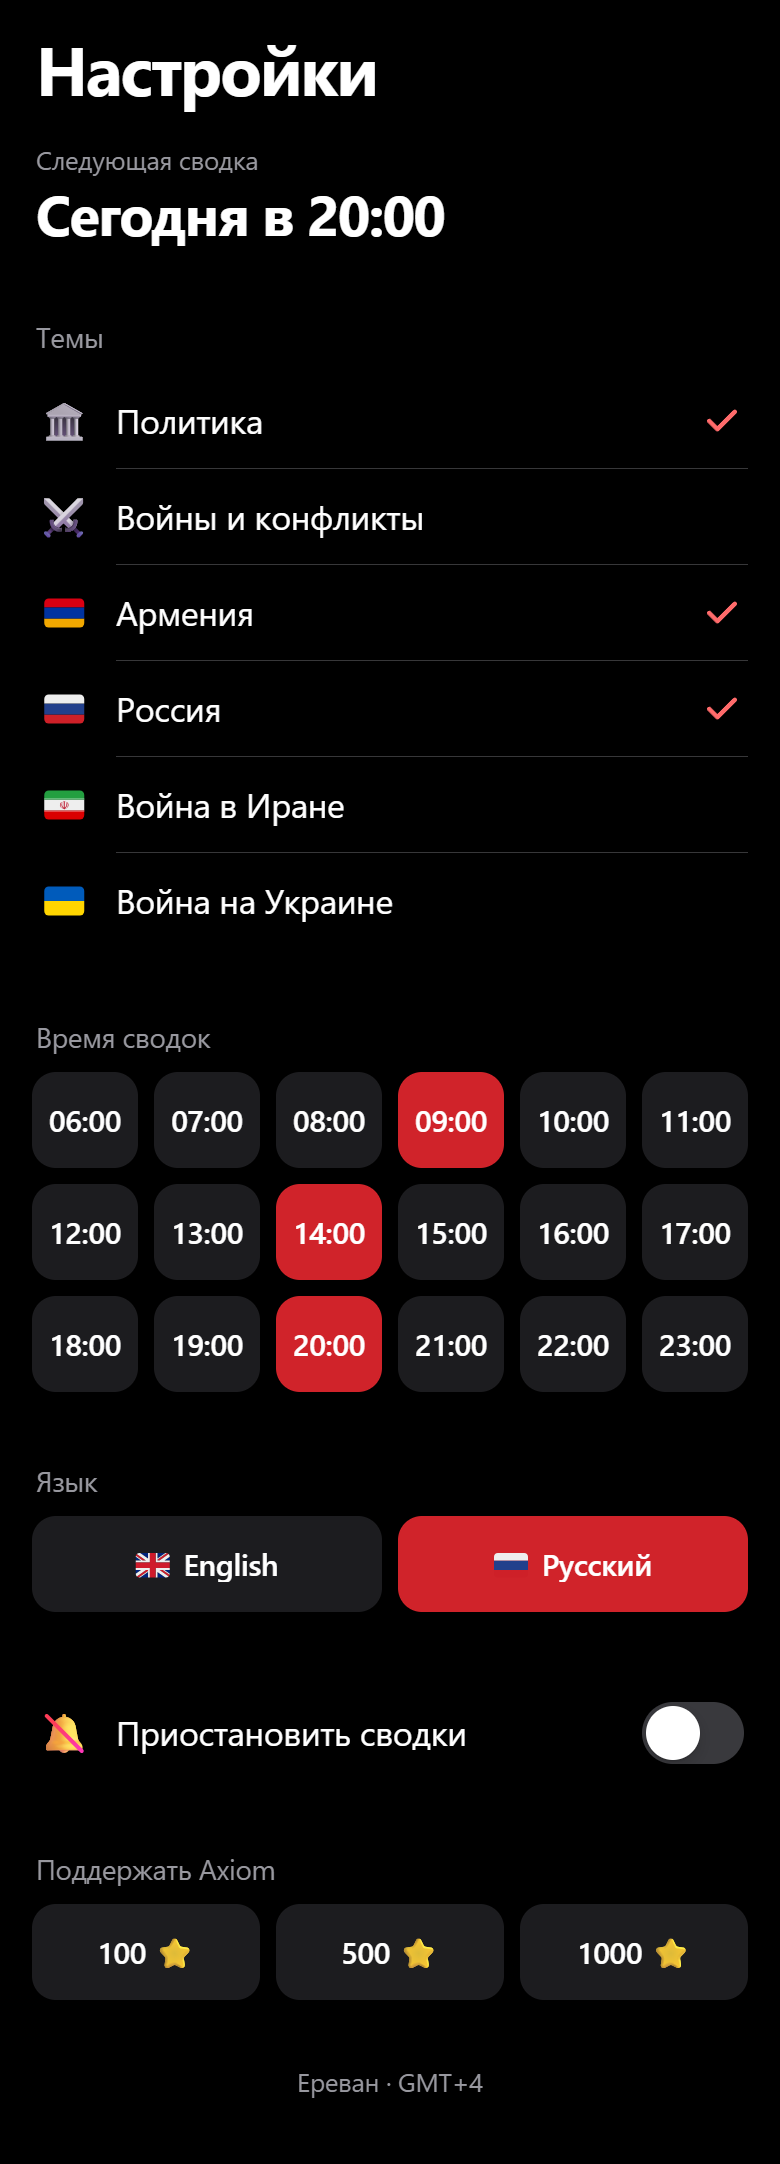 Настройки
Следующая сводка
Сегодня в 20:00
Темы
Политика
Войны и конфликты
Армения
Россия
Война в Иране
Война на Украине
Время сводок
06:00 07:00 08:00 09:00 10:00 11:00
12:00 13:00 14:00 15:00 16:00 17:00
18:00 19:00 20:00 21:00 22:00 23:00
Язык
English Русский
Приостановить сводки
Поддержать Axiom
100 500 1000
Ереван · GMT+4